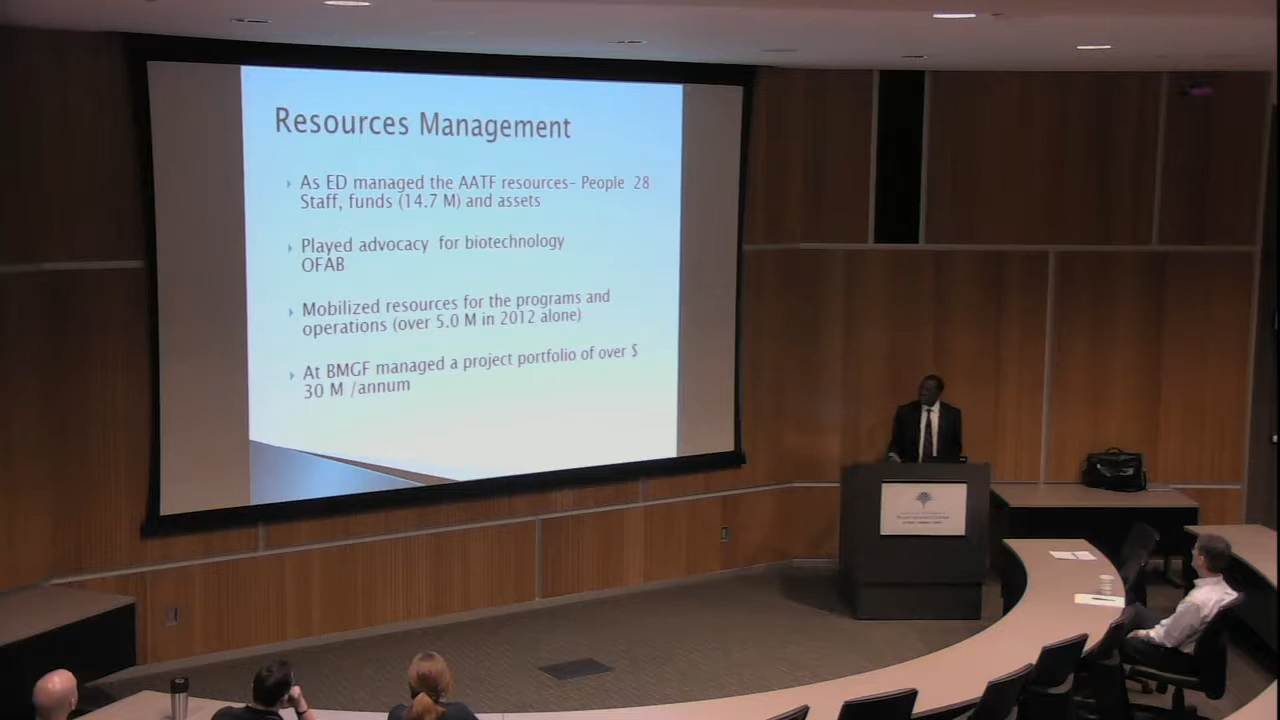 Resources Management
As ED managed the AATF resources– People 28
Staff, funds (14.7 M) and assets
Played advocacy for biotechnology
OFAB
Mobilized resources for the programs and
operations (over 5.0 M in 2012 alone)
At BMGF managed a project portfolio of over $
30 M /annum